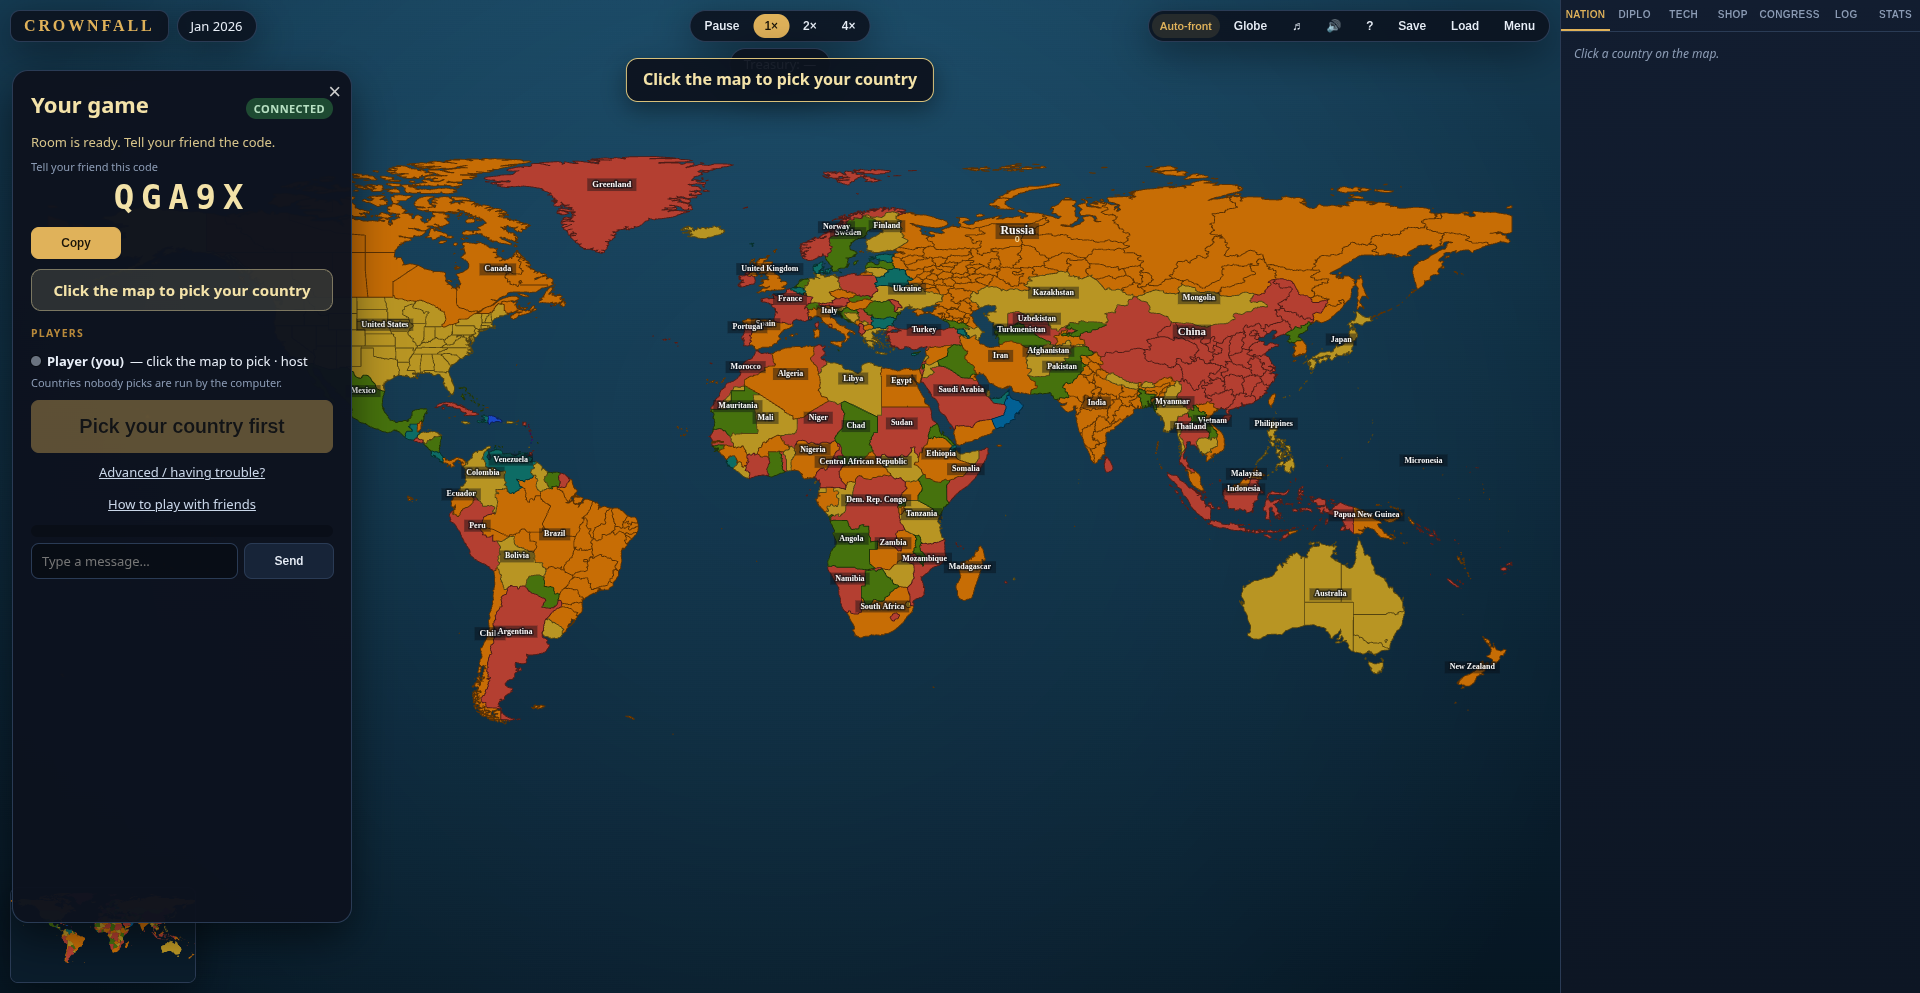 CROWNFALL
Jan 2026
Pause 1× 2× 4×
Auto-front Globe ? Save Load Menu
NATION DIPLO TECH SHOP CONGRESS LOG STATS
Click a country on the map.
Click the map to pick your country
Your game
CONNECTED
Room is ready. Tell your friend the code.
Tell your friend this code
QGA9X
Copy
Click the map to pick your country
PLAYERS
Player (you) — click the map to pick · host
Countries nobody picks are run by the computer.
Pick your country first
Advanced / having trouble?
How to play with friends
Type a message...
Send
Greenland
Norway
Sweden
Finland
Russia
0
Canada
United Kingdom
Ukraine
Kazakhstan
Mongolia
France
Italy
United States
Portugal
Spain
Turkey
Uzbekistan
Turkmenistan
China
Japan
Iran
Afghanistan
Pakistan
Morocco
Algeria
Libya
Egypt
Saudi Arabia
Mexico
Mauritania
Mali
Niger
Chad
Sudan
India
Myanmar
Thailand
Vietnam
Philippines
Nigeria
Central African Republic
Ethiopia
Somalia
Venezuela
Colombia
Micronesia
Malaysia
Indonesia
Ecuador
Dem. Rep. Congo
Tanzania
Papua New Guinea
Peru
Brazil
Angola
Zambia
Bolivia
Mozambique
Madagascar
Namibia
Australia
South Africa
Chile
Argentina
New Zealand